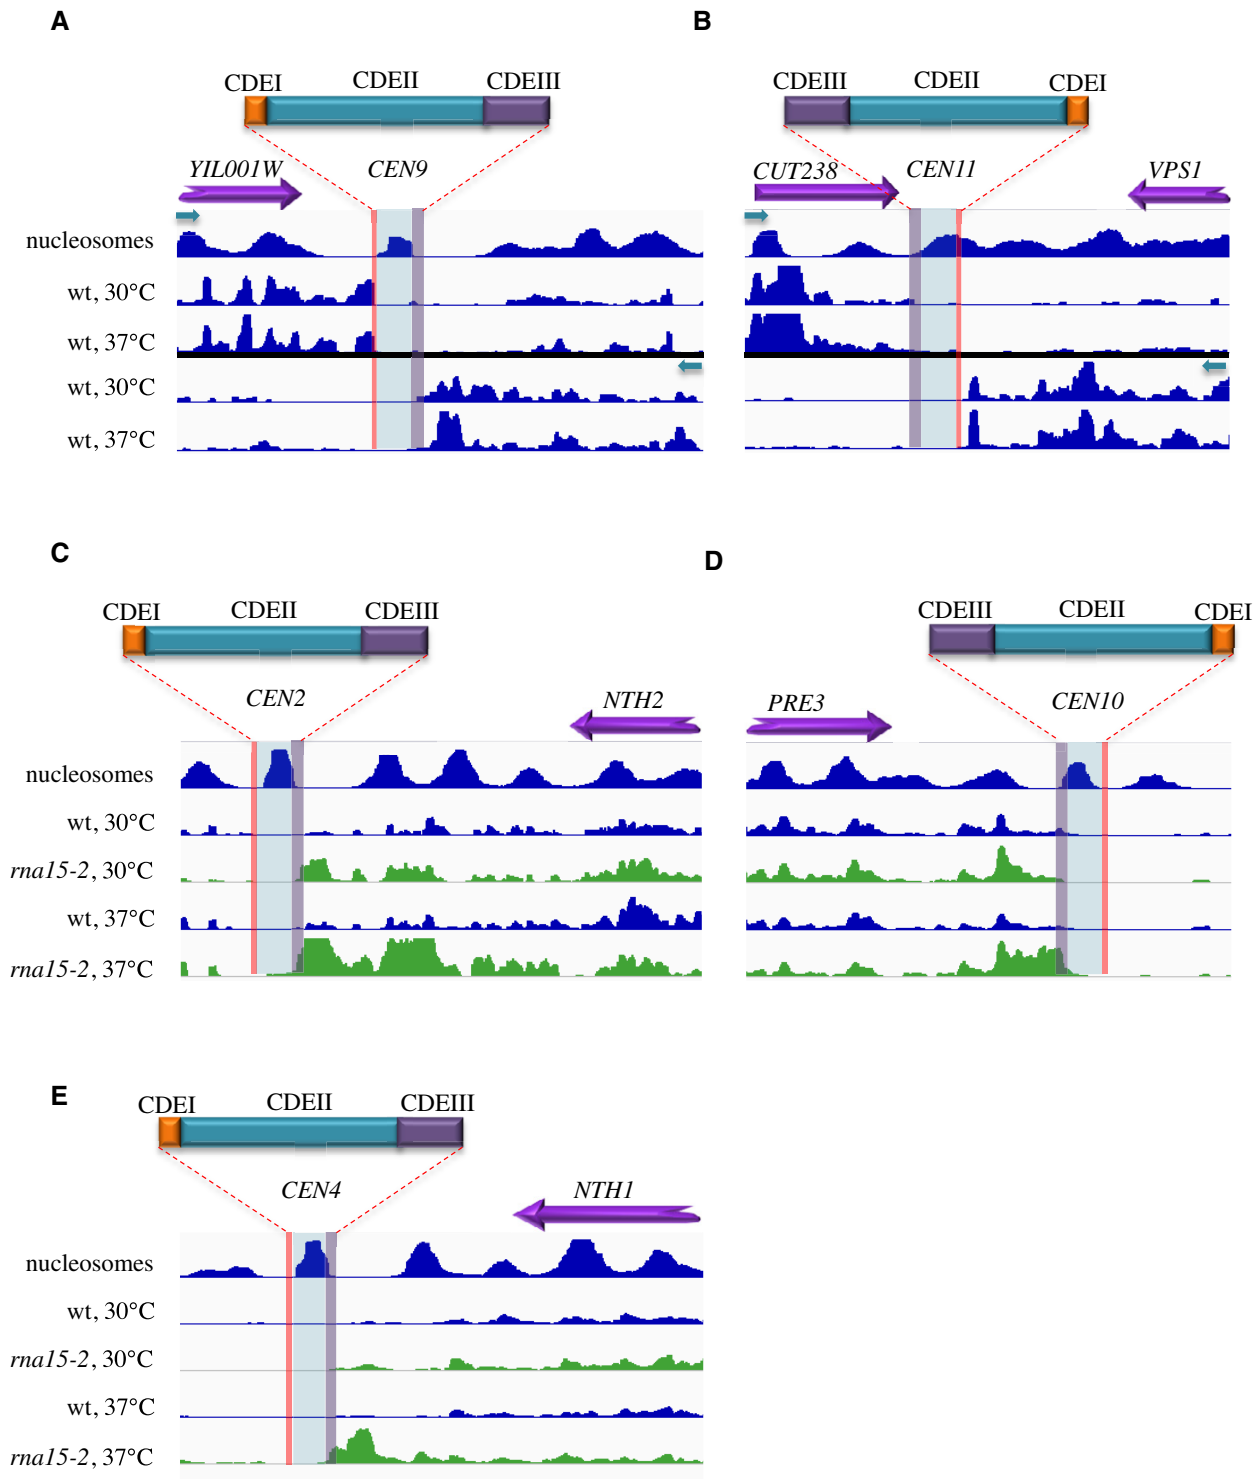 A
CDEI CDEII CDEIII
YIL001W CEN9
nucleosomes
wt, 30°C
wt, 37°C
wt, 30°C
wt, 37°C
B
CDEIII CDEII CDEI
CUT238 CEN11 VPS1
C
CDEI CDEII CDEIII
CEN2 NTH2
nucleosomes
wt, 30°C
rna15-2, 30°C
wt, 37°C
rna15-2, 37°C
D
CDEIII CDEII CDEI
PRE3 CEN10
E
CDEI CDEII CDEIII
CEN4 NTH1
nucleosomes
wt, 30°C
rna15-2, 30°C
wt, 37°C
rna15-2, 37°C